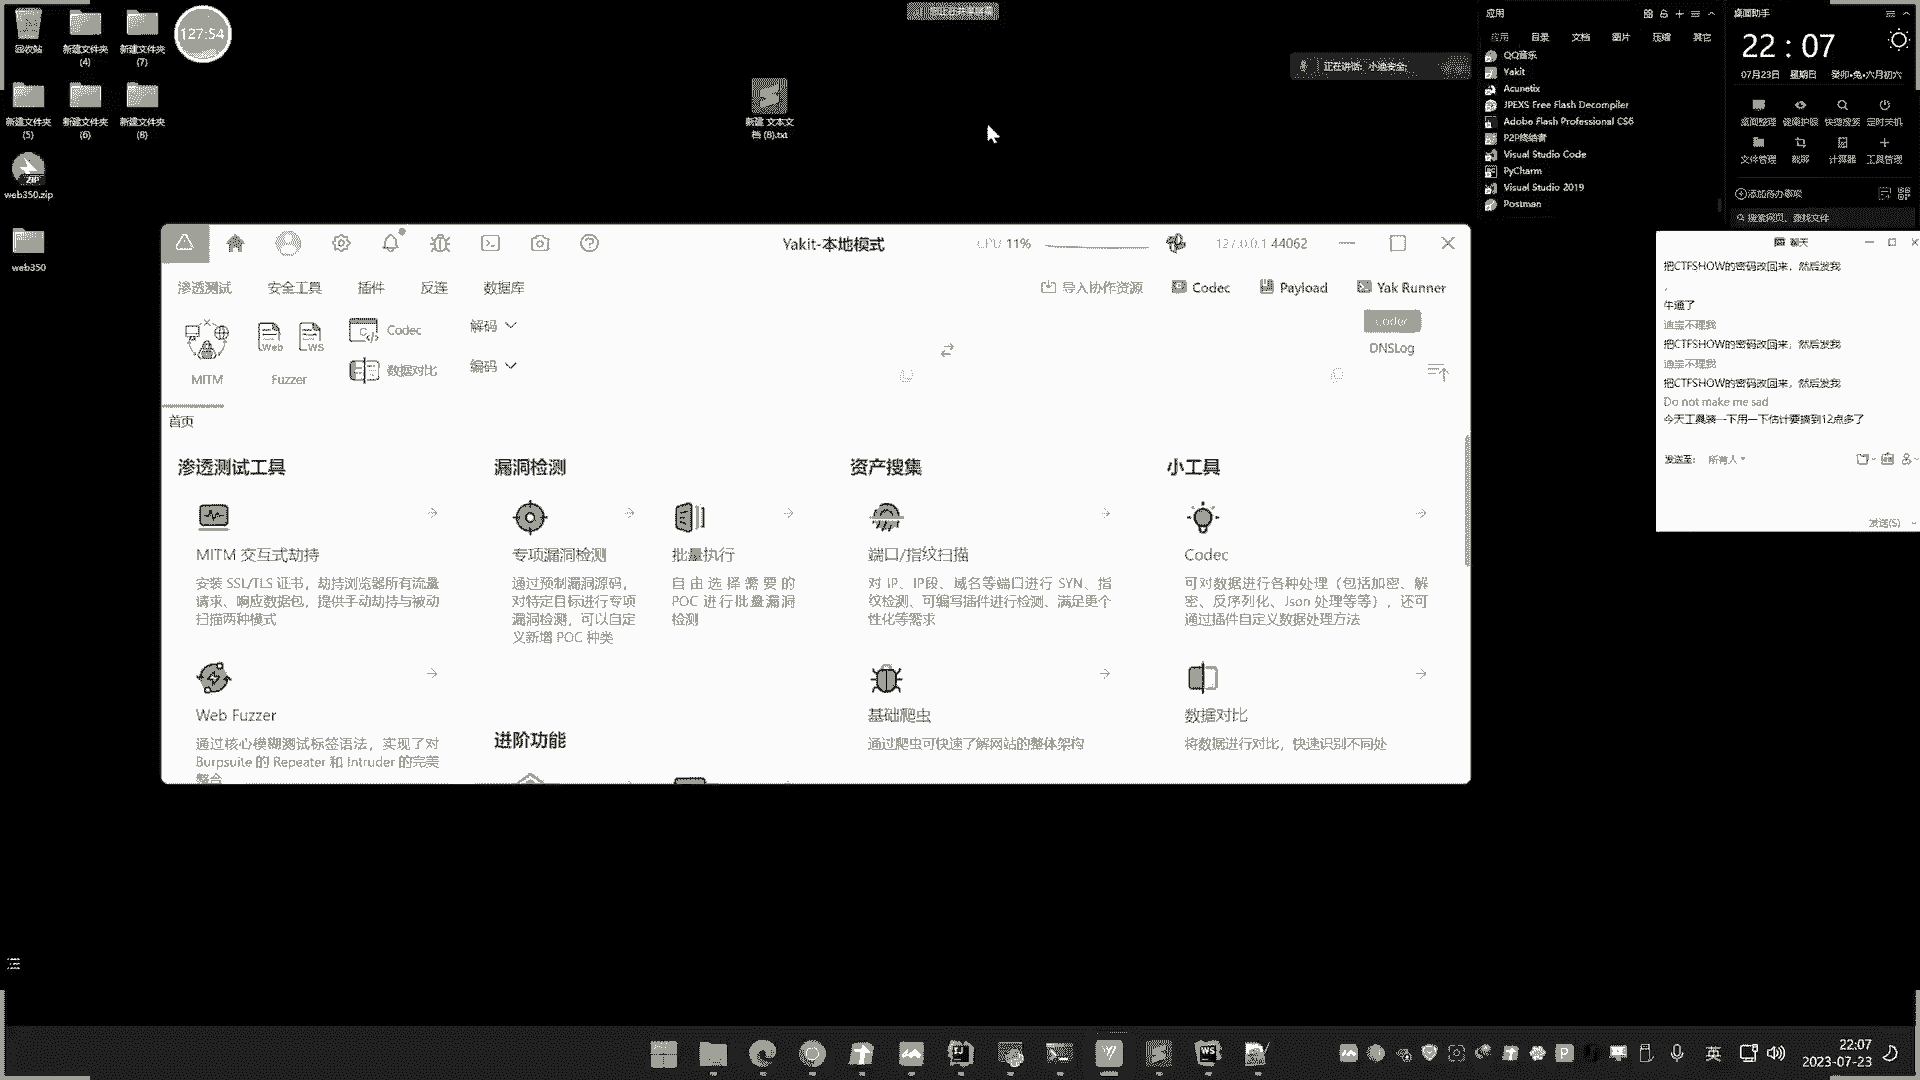 回收站
新建文件夹
(4)
新建文件夹
(7)
127:54
新建文件夹
(5)
新建文件夹
(6)
新建文件夹
(8)
ZIP
web350.zip
web350
新建 文本文
档 (8).txt
正在讲话: 小迪安全;
应用
应用 目录 文档 图片 压缩 其它
QQ音乐
Yakit
Acunetix
JPEXS Free Flash Decompiler
Adobe Flash Professional CS6
P2P终结者
Visual Studio Code
PyCharm
Visual Studio 2019
Postman
桌面助手
22 : 07
07月23日 星期日 癸卯•兔•六月初六
桌面整理 健康护眼 快速搜索 定时关机
文件管理 截屏 计算器 工具管理
添加待办事项
搜索网页、查找文件
Yakit-本地模式
CPU 11%
127.0.0.1:44062
渗透测试 安全工具 插件 反连 数据库
导入协作资源 Codec Payload Yak Runner
MITM
Web
WS
Fuzzer
Codec
数据对比
解码
编码
Codec
DNSLog
首页
渗透测试工具
MITM 交互式劫持
安装 SSL/TLS 证书，劫持浏览器所有流量
请求、响应数据包，提供手动劫持与被动
扫描两种模式
Web Fuzzer
通过核心模糊测试标签语法，实现了对
Burpsuite 的 Repeater 和 Intruder 的完美
整合
漏洞检测
专项漏洞检测
通过预制漏洞源码，
对特定目标进行专项
漏洞检测，可以自定
义新增 POC 种类
批量执行
自由选择需要的
POC 进行批量漏洞
检测
进阶功能
资产搜集
端口/指纹扫描
对 IP、IP段、域名等端口进行 SYN、指
纹检测、可编写插件进行检测、满足更个
性化等需求
基础爬虫
通过爬虫可快速了解网站的整体架构
小工具
Codec
可对数据进行各种处理（包括加密、解
密、反序列化、Json 处理等等），还可
通过插件自定义数据处理方法
数据对比
将数据进行对比，快速识别不同处
聊天
把CTFSHOW的密码改回来，然后发我
,
牛逼了
迪宝不理我
把CTFSHOW的密码改回来，然后发我
迪宝不理我
把CTFSHOW的密码改回来，然后发我
Do not make me sad
今天工具装一下用一下估计要搞到12点多了
发送至: 所有人
发送(S)
英
22:07
2023-07-23